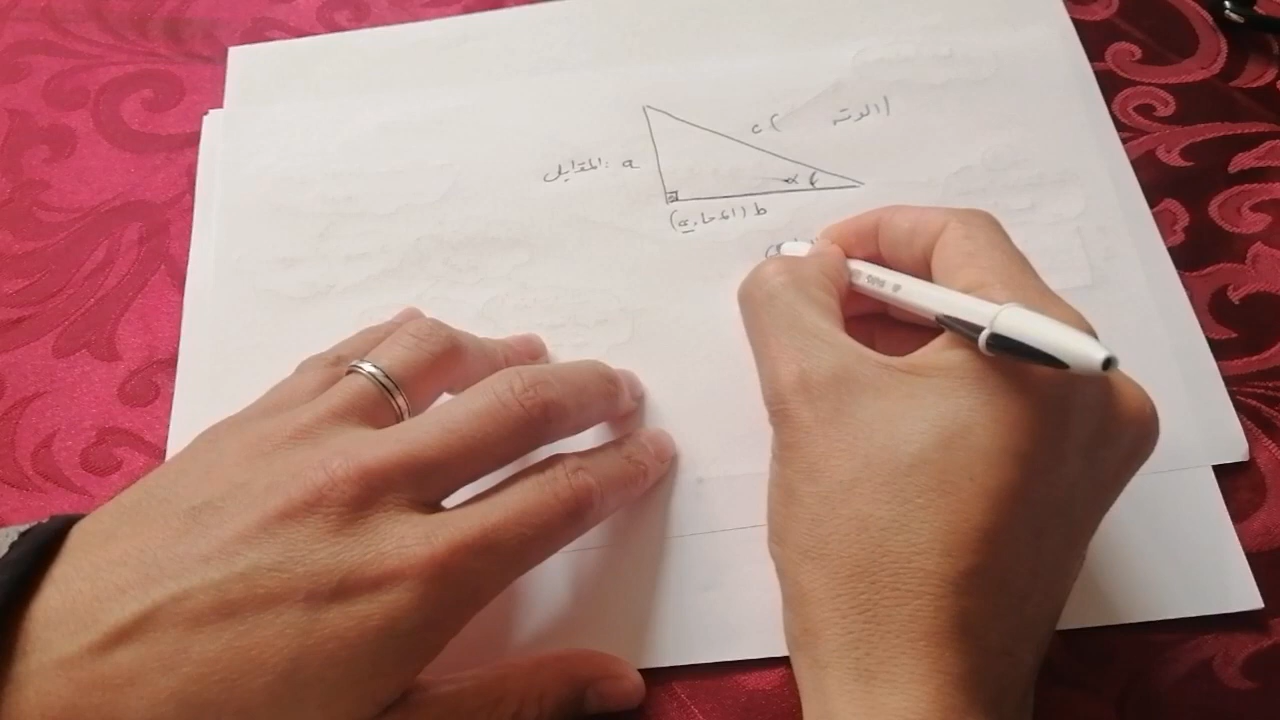 c (الوتر)
المقابل: a
α
b (المجاور)